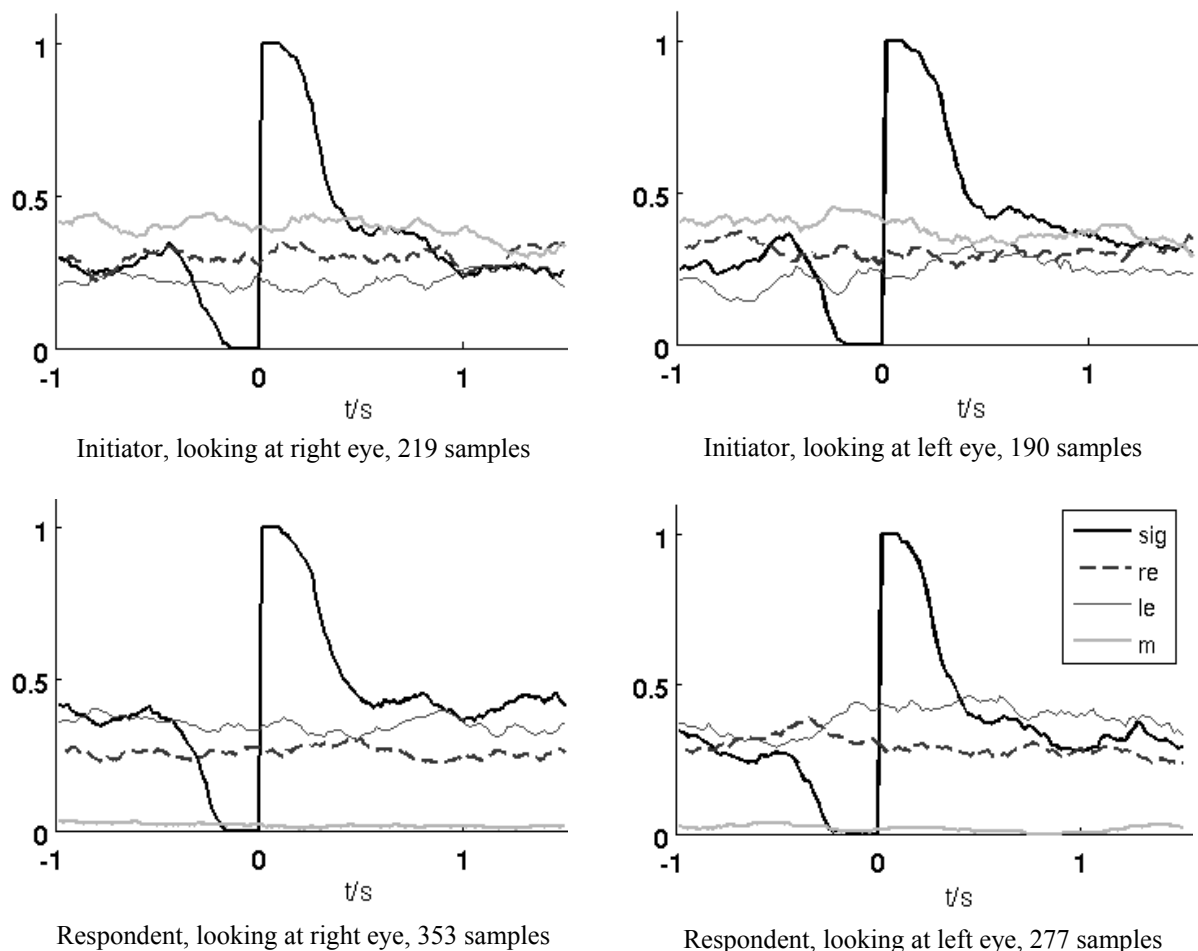 1
0.5
0
-1 0 1
t/s
Initiator, looking at right eye, 219 samples
1
0.5
0
-1 0 1
t/s
Initiator, looking at left eye, 190 samples
1
0.5
0
-1 0 1
t/s
Respondent, looking at right eye, 353 samples
1
0.5
0
-1 0 1
t/s
sig
re
le
m
Respondent, looking at left eye, 277 samples